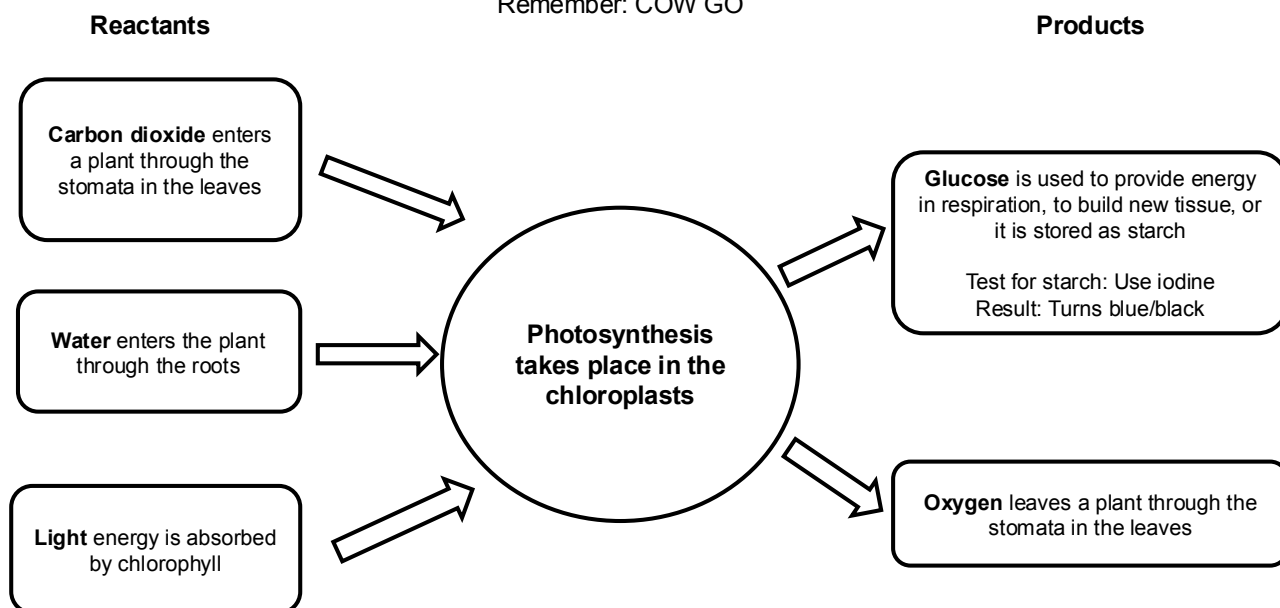 Remember: COW GO
Reactants
Products
Carbon dioxide enters
a plant through the
stomata in the leaves
Water enters the plant
through the roots
Light energy is absorbed
by chlorophyll
Photosynthesis
takes place in the
chloroplasts
Glucose is used to provide energy
in respiration, to build new tissue, or
it is stored as starch
Test for starch: Use iodine
Result: Turns blue/black
Oxygen leaves a plant through the
stomata in the leaves